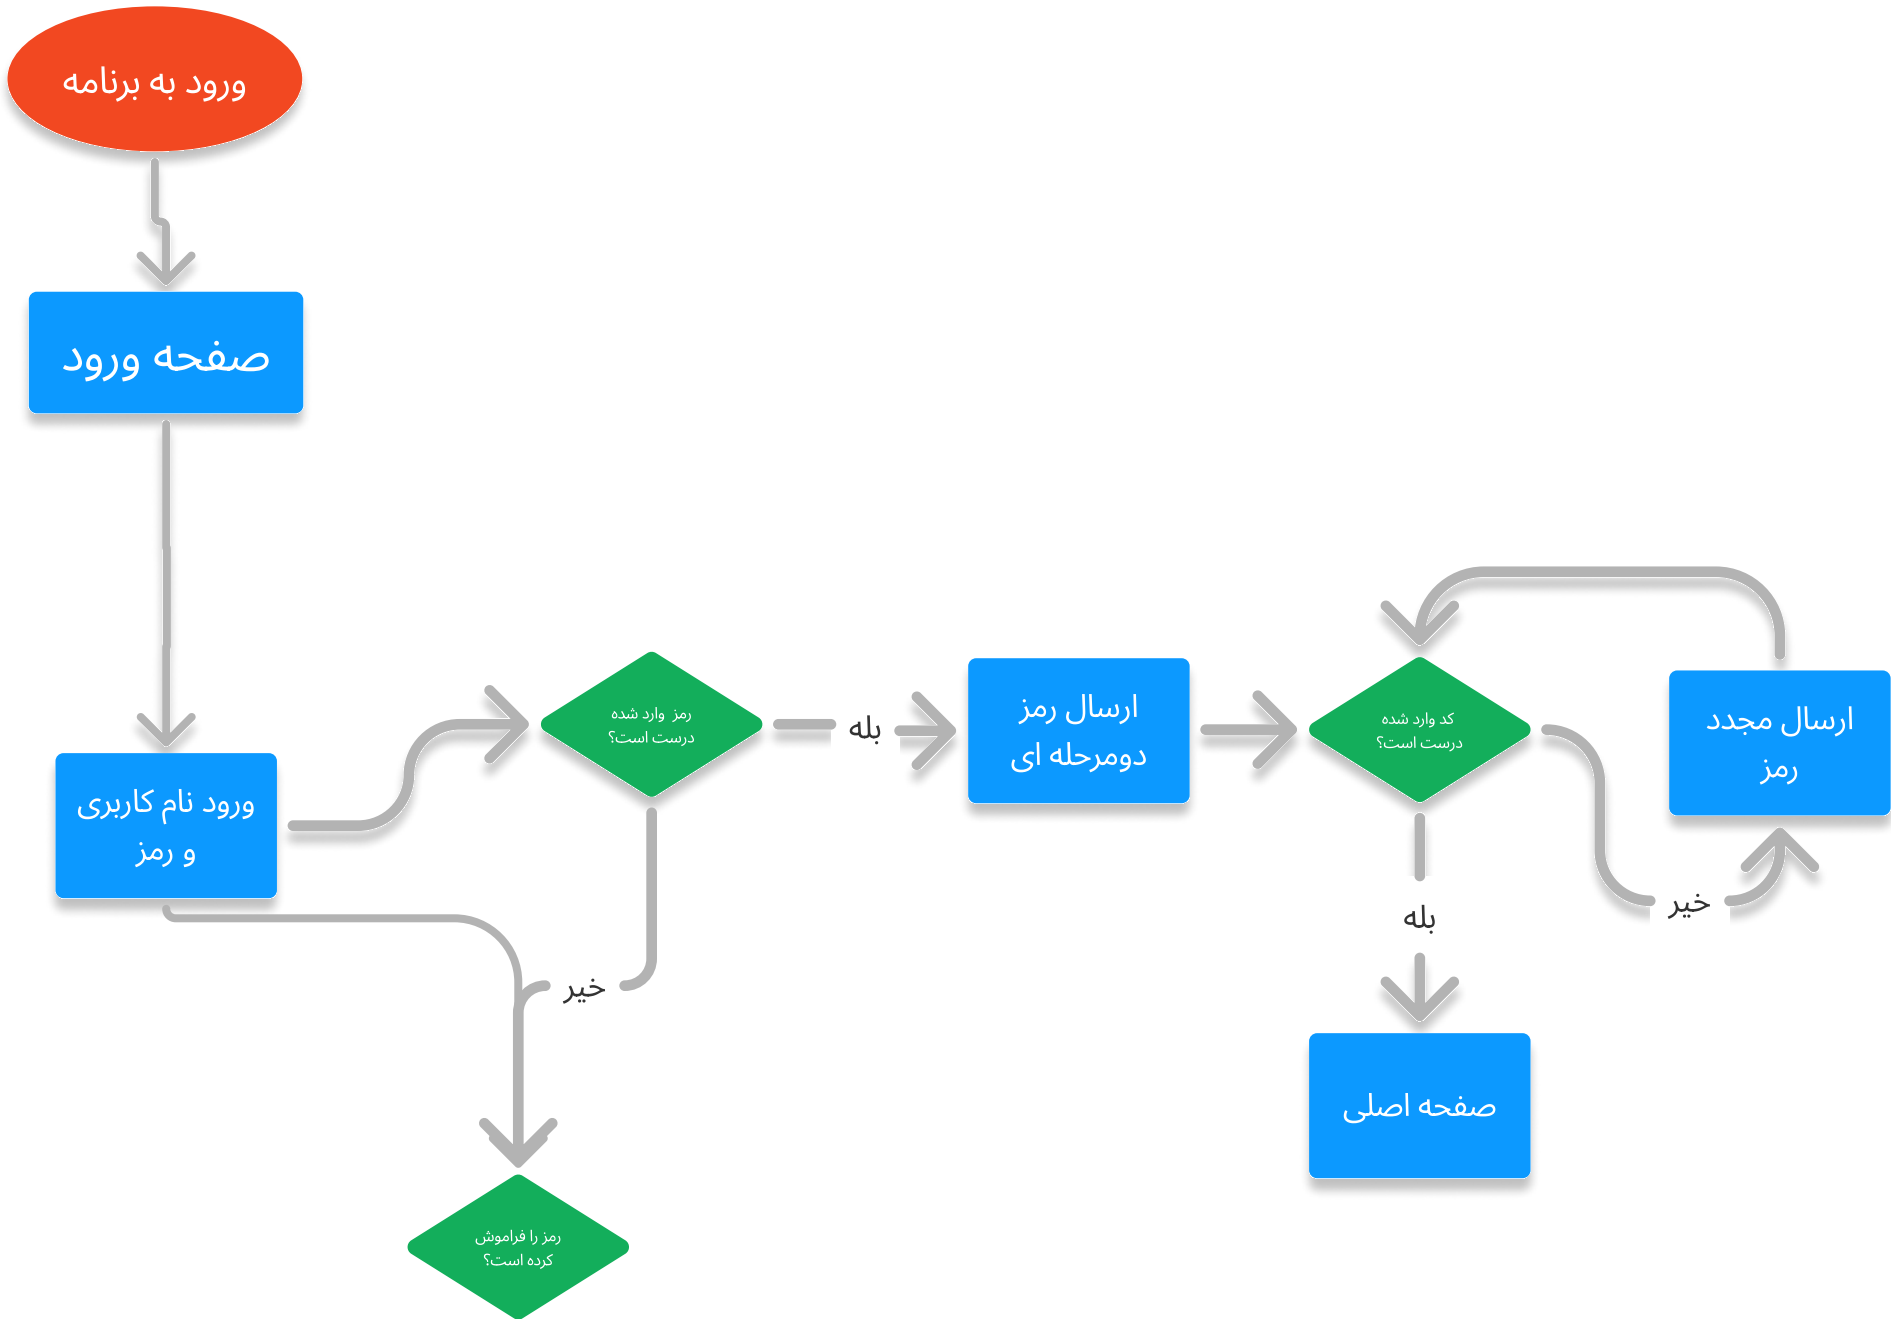 ورود به برنامه
صفحه ورود
ورود نام کاربری
و رمز
رمز وارد شده
درست است؟
بله
ارسال رمز
دومرحله ای
کد وارد شده
درست است؟
ارسال مجدد
رمز
خیر
بله
خیر
صفحه اصلی
رمز را فراموش
کرده است؟